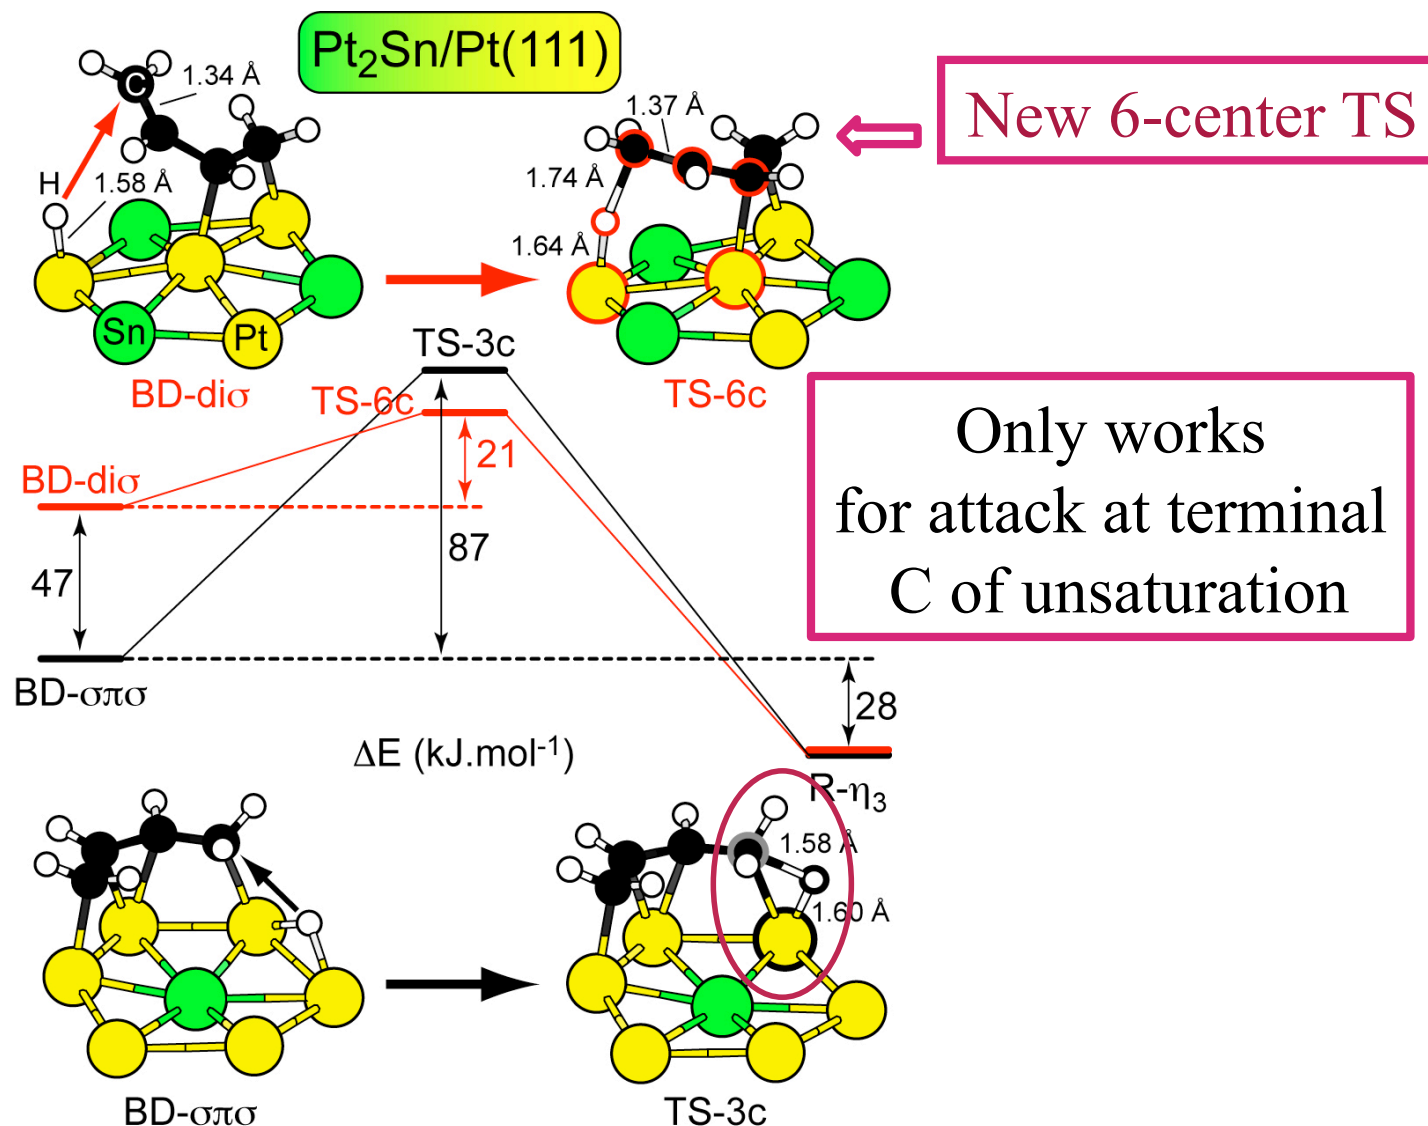 Pt₂Sn/Pt(111)
New 6-center TS
C
1.34 Å
H
1.58 Å
Sn
Pt
BD-diσ
1.37 Å
1.74 Å
1.64 Å
TS-6c
TS-3c
TS-6c
21
BD-diσ
87
47
BD-σπσ
28
ΔE (kJ.mol⁻¹)
R-η₃
Only works
for attack at terminal
C of unsaturation
1.58 Å
1.60 Å
BD-σπσ
TS-3c